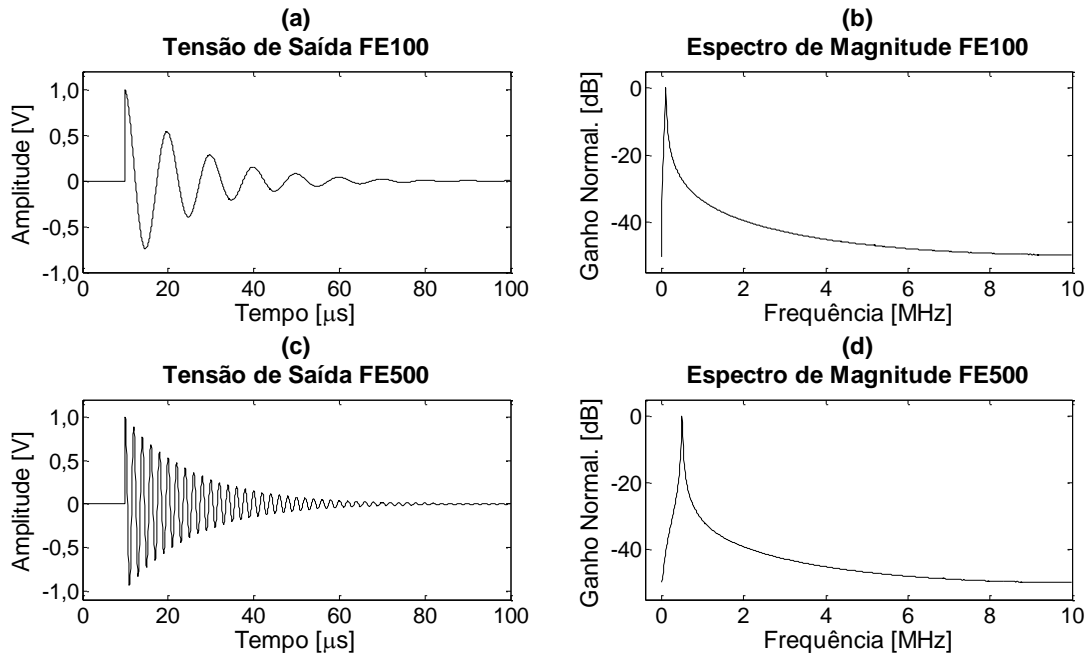 (a)
Tensão de Saída FE100
Amplitude [V]
1,0
0,5
0
-0,5
-1,0
0 20 40 60 80 100
Tempo [μs]
(b)
Espectro de Magnitude FE100
Ganho Normal. [dB]
0
-20
-40
0 2 4 6 8 10
Frequência [MHz]
(c)
Tensão de Saída FE500
Amplitude [V]
1,0
0,5
0
-0,5
-1,0
0 20 40 60 80 100
Tempo [μs]
(d)
Espectro de Magnitude FE500
Ganho Normal. [dB]
0
-20
-40
0 2 4 6 8 10
Frequência [MHz]